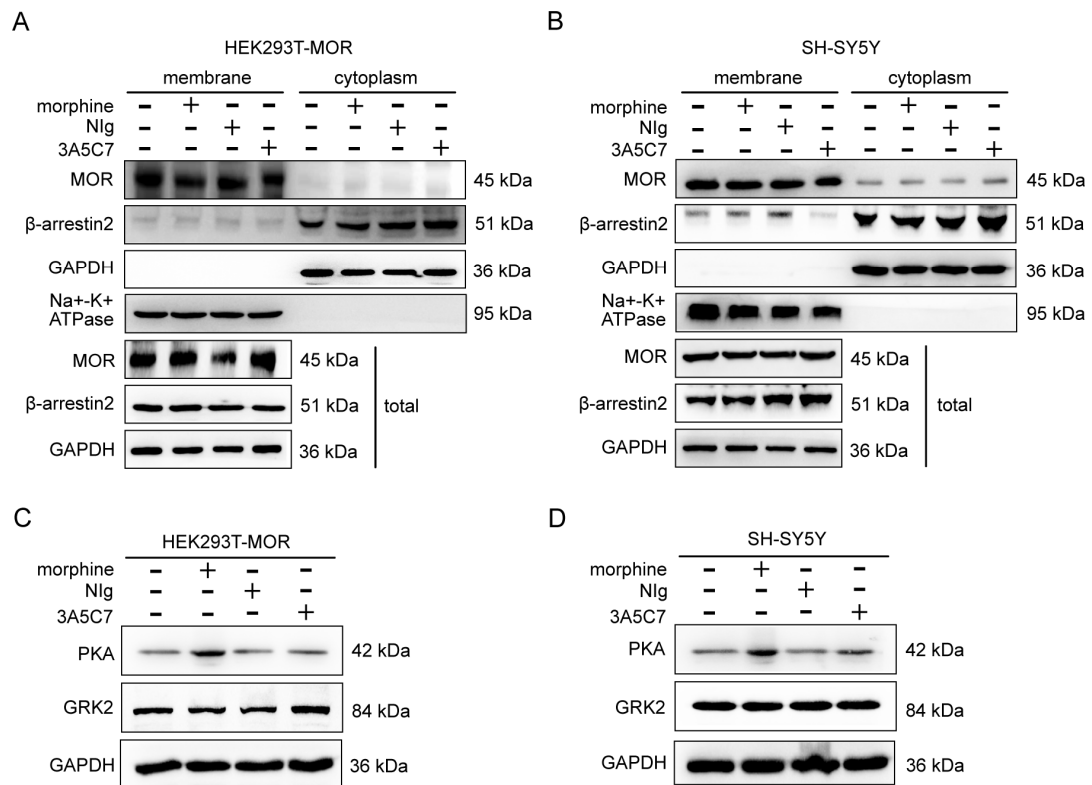 A
HEK293T-MOR
membrane cytoplasm
morphine - + - - - + - -
NIg - - + - - - + -
3A5C7 - - - + - - - +
MOR 45 kDa
β-arrestin2 51 kDa
GAPDH 36 kDa
Na+-K+
ATPase 95 kDa
MOR 45 kDa
β-arrestin2 51 kDa total
GAPDH 36 kDa
B
SH-SY5Y
membrane cytoplasm
morphine - + - - - + - -
NIg - - + - - - + -
3A5C7 - - - + - - - +
MOR 45 kDa
β-arrestin2 51 kDa
GAPDH 36 kDa
Na+-K+
ATPase 95 kDa
MOR 45 kDa
β-arrestin2 51 kDa total
GAPDH 36 kDa
C
HEK293T-MOR
morphine - + - -
NIg - - + -
3A5C7 - - - +
PKA 42 kDa
GRK2 84 kDa
GAPDH 36 kDa
D
SH-SY5Y
morphine - + - -
NIg - - + -
3A5C7 - - - +
PKA 42 kDa
GRK2 84 kDa
GAPDH 36 kDa